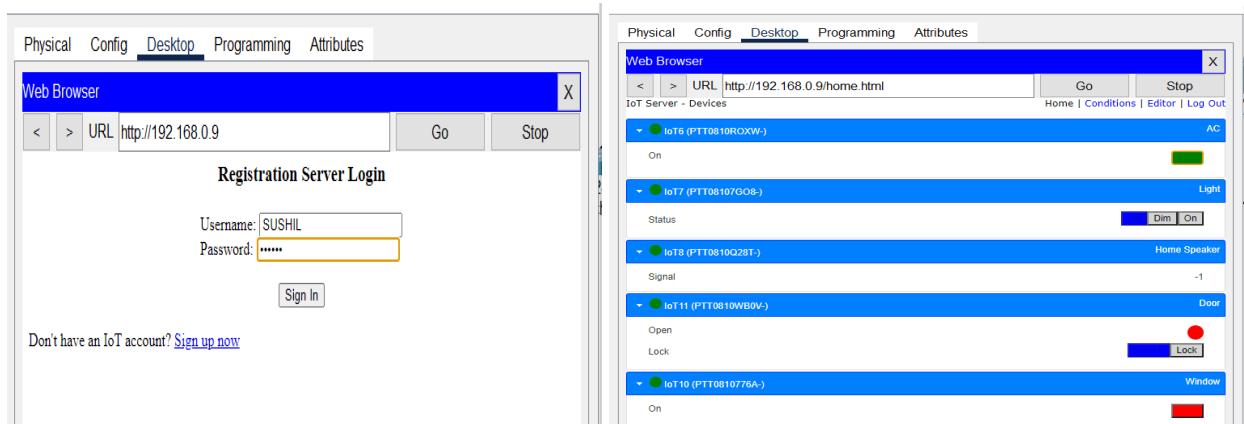 Physical Config Desktop Programming Attributes
Web Browser X
< > URL http://192.168.0.9 Go Stop
Registration Server Login
Username: SUSHIL
Password: ••••••
Sign In
Don't have an IoT account? Sign up now
Physical Config Desktop Programming Attributes
Web Browser X
< > URL http://192.168.0.9/home.html Go Stop
IoT Server - Devices Home | Conditions | Editor | Log Out
IoT6 (PTT0810ROXW-) AC
On
IoT7 (PTT08107GO8-) Light
Status Dim On
IoT8 (PTT0810Q28T-) Home Speaker
Signal -1
IoT11 (PTT0810WB0V-) Door
Open
Lock Lock
IoT10 (PTT0810776A-) Window
On